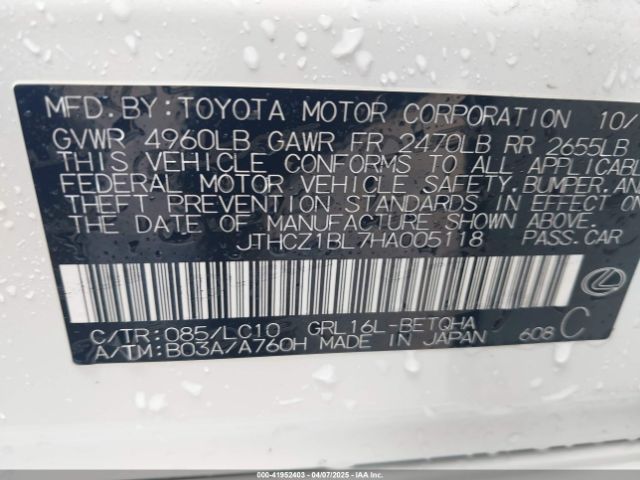 MFD. BY: TOYOTA MOTOR CORPORATION 10/
GVWR 4960LB GAWR FR 2470LB RR 2655LB
THIS VEHICLE CONFORMS TO ALL APPLICABL
FEDERAL MOTOR VEHICLE SAFETY, BUMPER, AN
THEFT PREVENTION STANDARDS IN EFFECT ON
THE DATE OF MANUFACTURE SHOWN ABOVE.
JTHCZ1BL7HA005118 PASS. CAR
C/TR: 085/LC10 GRL16L-BETQHA
A/TM: B03A/A760H MADE IN JAPAN 608 C
000-41952403 - 04/07/2025 - IAAI.COM